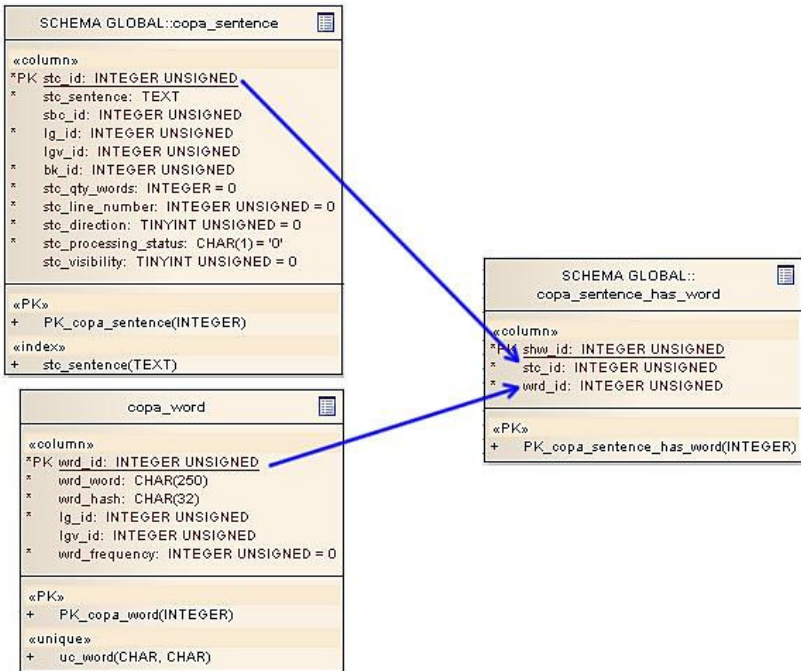 SCHEMA GLOBAL::copa_sentence
«column»
*PK stc_id: INTEGER UNSIGNED
* stc_sentence: TEXT
sbc_id: INTEGER UNSIGNED
* lg_id: INTEGER UNSIGNED
lgv_id: INTEGER UNSIGNED
* bk_id: INTEGER UNSIGNED
* stc_qty_words: INTEGER = 0
* stc_line_number: INTEGER UNSIGNED = 0
* stc_direction: TINYINT UNSIGNED = 0
* stc_processing_status: CHAR(1) = '0'
stc_visibility: TINYINT UNSIGNED = 0
«PK»
+ PK_copa_sentence(INTEGER)
«index»
+ stc_sentence(TEXT)
copa_word
«column»
*PK wrd_id: INTEGER UNSIGNED
* wrd_word: CHAR(250)
* wrd_hash: CHAR(32)
* lg_id: INTEGER UNSIGNED
lgv_id: INTEGER UNSIGNED
* wrd_frequency: INTEGER UNSIGNED = 0
«PK»
+ PK_copa_word(INTEGER)
«unique»
+ uc_word(CHAR, CHAR)
SCHEMA GLOBAL::
copa_sentence_has_word
«column»
*PK shw_id: INTEGER UNSIGNED
* stc_id: INTEGER UNSIGNED
* wrd_id: INTEGER UNSIGNED
«PK»
+ PK_copa_sentence_has_word(INTEGER)